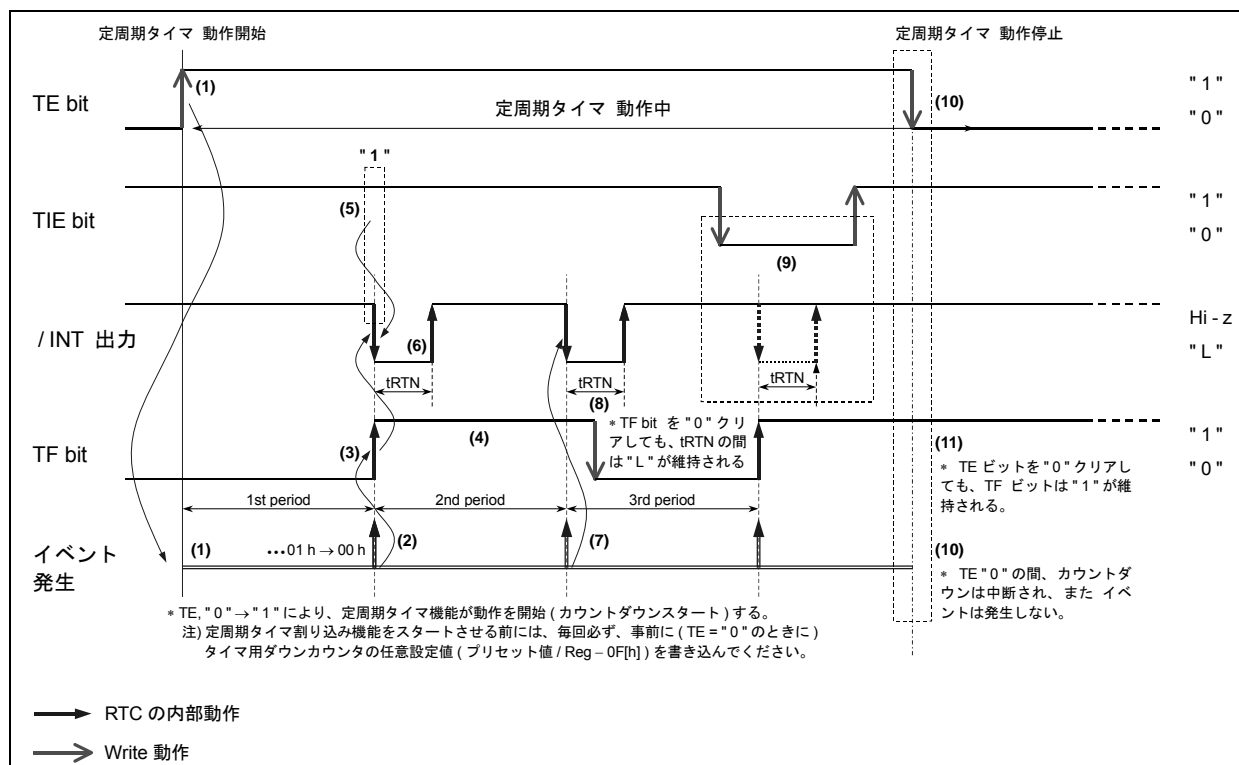 定周期タイマ 動作開始
定周期タイマ 動作停止
TE bit
(1)
定周期タイマ 動作中
(10)
" 1 "
" 0 "
" 1 "
TIE bit
(5)
(9)
" 1 "
" 0 "
/ INT 出力
(6)
tRTN
tRTN
tRTN
Hi - z
" L "
(8)
* TF bit を " 0 " クリ
アしても、tRTN の間
は " L " が維持される
TF bit
(3)
(4)
" 1 "
" 0 "
(11)
* TE ビットを " 0 " クリアし
ても、TF ビットは " 1 " が維
持される。
1st period
2nd period
3rd period
イベント
発生
(1)
•••01 h → 00 h
(2)
(7)
(10)
* TE " 0 " の間、カウントダ
ウンは中断され、また イベ
ントは発生しない。
* TE, " 0 " → " 1 " により、定周期タイマ機能が動作を開始 ( カウントダウンスタート ) する。
注) 定周期タイマ割り込み機能をスタートさせる前には、毎回必ず、事前に ( TE = " 0 " のときに )
タイマ用ダウンカウンタの任意設定値 ( プリセット値 / Reg – 0F[h] ) を書き込んでください。
RTC の内部動作
Write 動作